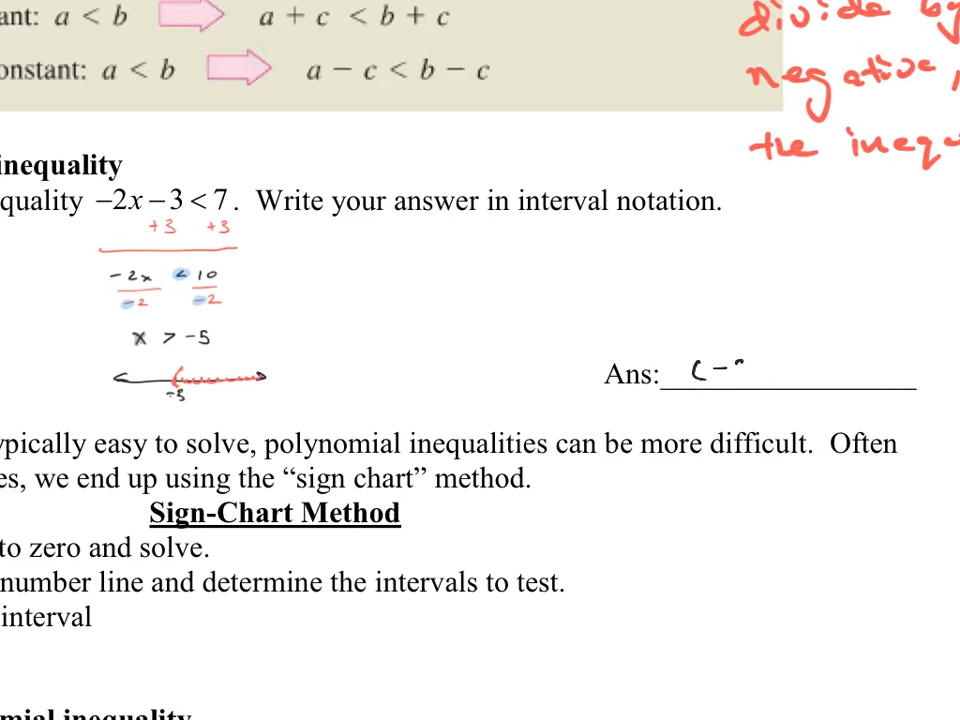 ant: a < b a + c < b + c
onstant: a < b a − c < b − c
divide by
negative
the inequ
inequality
quality −2x − 3 < 7. Write your answer in interval notation.
+3 +3
-2x < 10
-2 -2
x > -5
-5
Ans: (-
ypically easy to solve, polynomial inequalities can be more difficult. Often
es, we end up using the “sign chart” method.
Sign-Chart Method
to zero and solve.
number line and determine the intervals to test.
interval
mial inequality